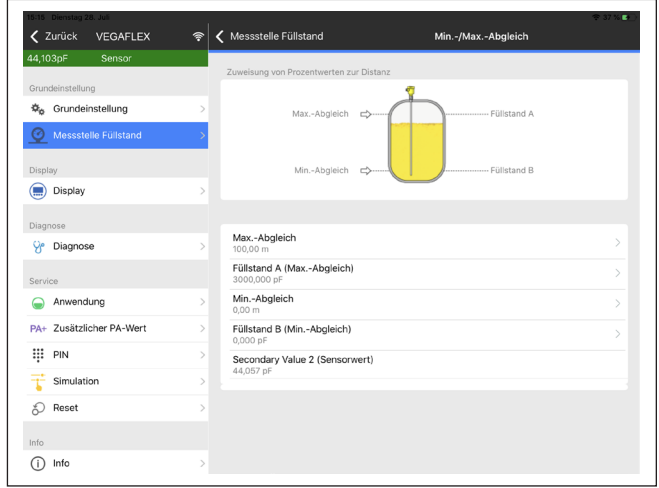 15:15 Dienstag 28. Juli
37 %
Zurück VEGAFLEX
Messstelle Füllstand
Min.-/Max.-Abgleich
44,103pF Sensor
Grundeinstellung
Grundeinstellung
Messstelle Füllstand
Display
Display
Diagnose
Diagnose
Service
Anwendung
PA+ Zusätzlicher PA-Wert
PIN
Simulation
Reset
Info
Info
Zuweisung von Prozentwerten zur Distanz
Max.-Abgleich
Füllstand A
Min.-Abgleich
Füllstand B
Max.-Abgleich
100,00 m
Füllstand A (Max.-Abgleich)
3000,000 pF
Min.-Abgleich
0,00 m
Füllstand B (Min.-Abgleich)
0,000 pF
Secondary Value 2 (Sensorwert)
44,057 pF